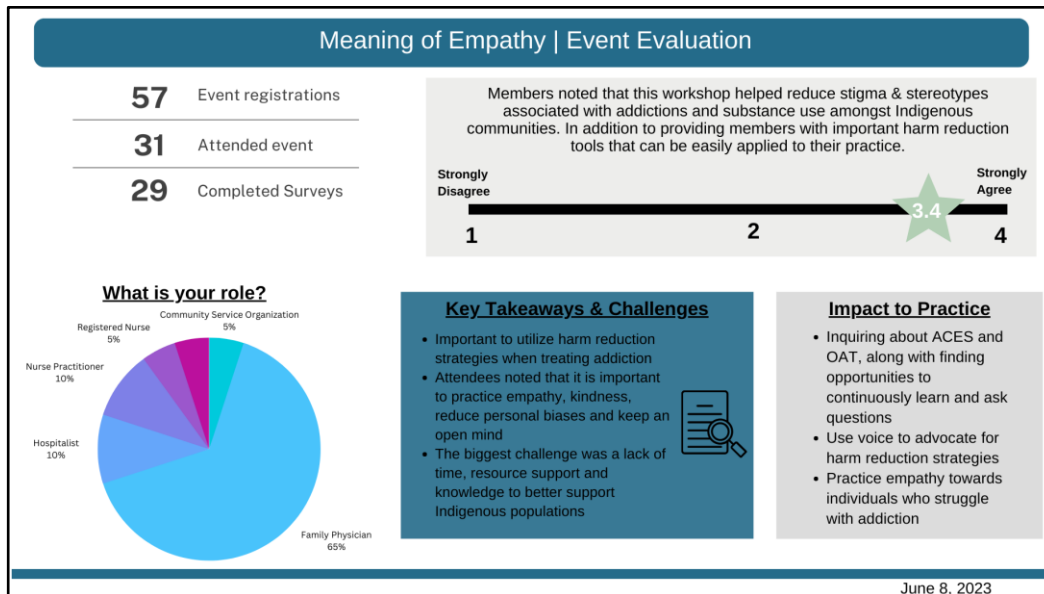 Meaning of Empathy | Event Evaluation
57 Event registrations
31 Attended event
29 Completed Surveys
Members noted that this workshop helped reduce stigma & stereotypes
associated with addictions and substance use amongst Indigenous
communities. In addition to providing members with important harm reduction
tools that can be easily applied to their practice.
Strongly
Disagree
Strongly
Agree
3.4
1
2
4
What is your role?
Community Service Organization
5%
Registered Nurse
5%
Nurse Practitioner
10%
Hospitalist
10%
Family Physician
65%
Key Takeaways & Challenges
• Important to utilize harm reduction
strategies when treating addiction
• Attendees noted that it is important
to practice empathy, kindness,
reduce personal biases and keep an
open mind
• The biggest challenge was a lack of
time, resource support and
knowledge to better support
Indigenous populations
Impact to Practice
• Inquiring about ACES and
OAT, along with finding
opportunities to
continuously learn and ask
questions
• Use voice to advocate for
harm reduction strategies
• Practice empathy towards
individuals who struggle
with addiction
June 8, 2023